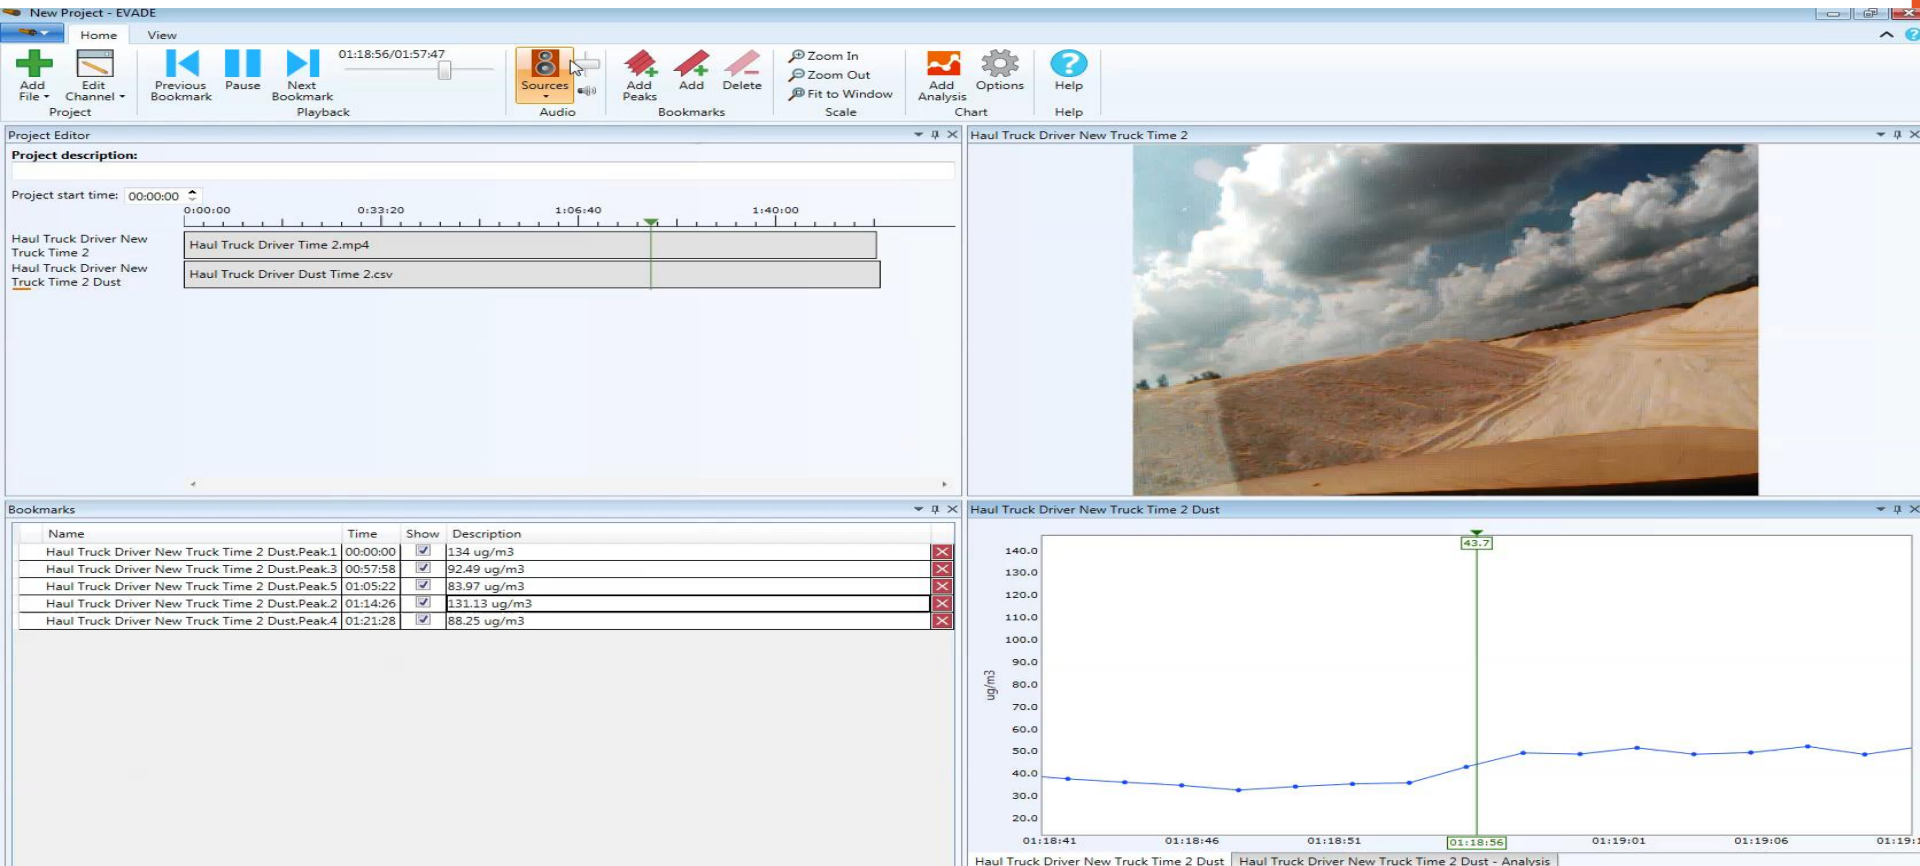 New Project - EVADE
Home View
01:18:56/01:57:47
Add File
Edit Channel
Previous Bookmark
Pause
Next Bookmark
Sources
Add Peaks
Add
Delete
Zoom In
Zoom Out
Fit to Window
Add Analysis
Options
Help
Project
Playback
Audio
Bookmarks
Scale
Chart
Help
Project Editor
Project description:
Project start time: 00:00:00
0:00:00 0:33:20 1:06:40 1:40:00
Haul Truck Driver New
Truck Time 2
Haul Truck Driver Time 2.mp4
Haul Truck Driver New
Truck Time 2 Dust
Haul Truck Driver Dust Time 2.csv
Haul Truck Driver New Truck Time 2
Bookmarks
Name Time Show Description
Haul Truck Driver New Truck Time 2 Dust.Peak.1 00:00:00 134 ug/m3
Haul Truck Driver New Truck Time 2 Dust.Peak.3 00:57:58 92.49 ug/m3
Haul Truck Driver New Truck Time 2 Dust.Peak.5 01:05:22 83.97 ug/m3
Haul Truck Driver New Truck Time 2 Dust.Peak.2 01:14:26 131.13 ug/m3
Haul Truck Driver New Truck Time 2 Dust.Peak.4 01:21:28 88.25 ug/m3
Haul Truck Driver New Truck Time 2 Dust
43.7
140.0
130.0
120.0
110.0
100.0
90.0
80.0
70.0
60.0
50.0
40.0
30.0
20.0
ug/m3
01:18:41 01:18:46 01:18:51 01:18:56 01:19:01 01:19:06
Haul Truck Driver New Truck Time 2 Dust Haul Truck Driver New Truck Time 2 Dust - Analysis